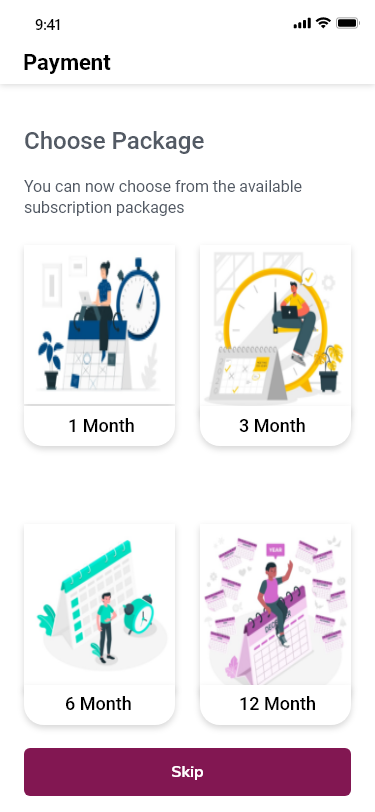 9:41
Payment
Choose Package
You can now choose from the available
subscription packages
1 Month
3 Month
YEAR
6 Month
12 Month
Skip